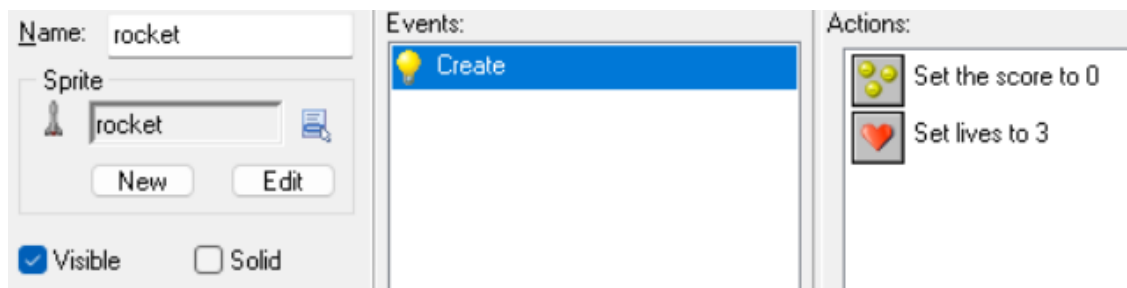 Name: rocket
Sprite
rocket
New Edit
Visible Solid
Events:
Create
Actions:
Set the score to 0
Set lives to 3